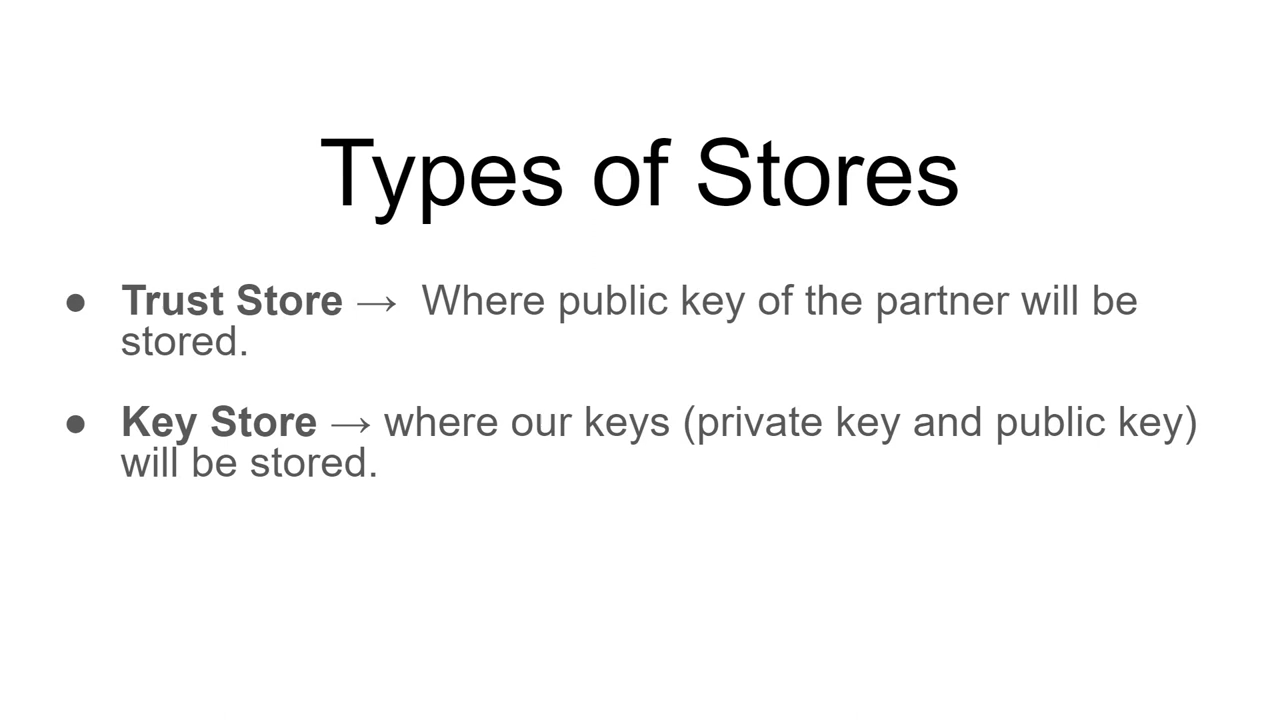 Types of Stores
● Trust Store → Where public key of the partner will be
stored.
● Key Store → where our keys (private key and public key)
will be stored.